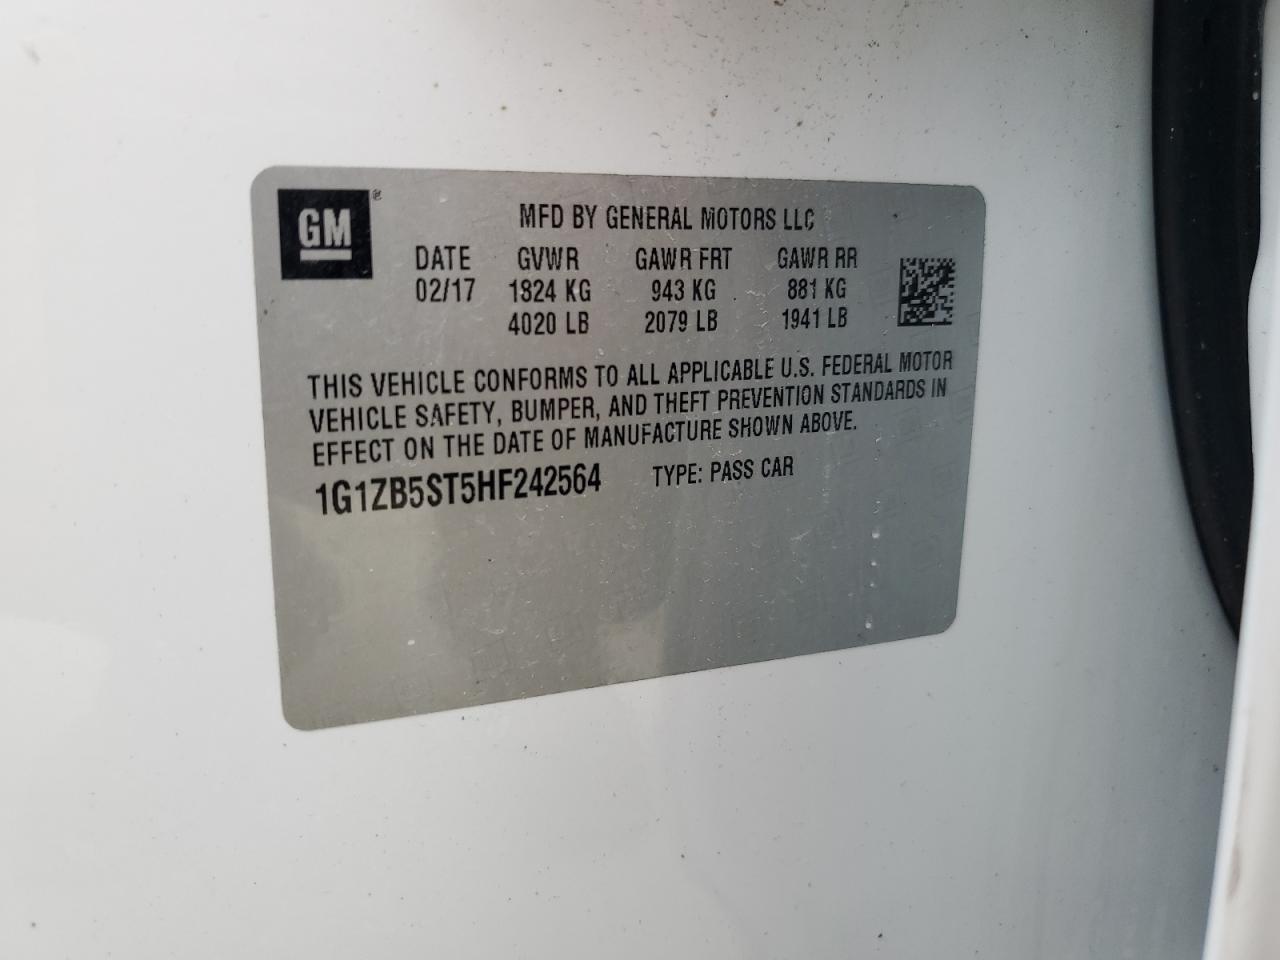 GM®
MFD BY GENERAL MOTORS LLC
DATE GVWR GAWR FRT GAWR RR
02/17 1824 KG 943 KG 881 KG
4020 LB 2079 LB 1941 LB
THIS VEHICLE CONFORMS TO ALL APPLICABLE U.S. FEDERAL MOTOR
VEHICLE SAFETY, BUMPER, AND THEFT PREVENTION STANDARDS IN
EFFECT ON THE DATE OF MANUFACTURE SHOWN ABOVE.
1G1ZB5ST5HF242564 TYPE: PASS CAR